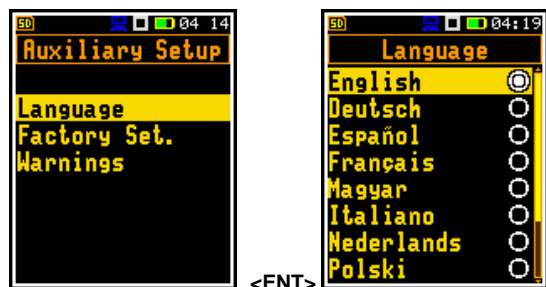 SD 04 14
Auxiliary Setup
Language
Factory Set.
Warnings
<ENT>
SD 04:19
Language
English
Deutsch
Español
Français
Magyar
Italiano
Nederlands
Polski